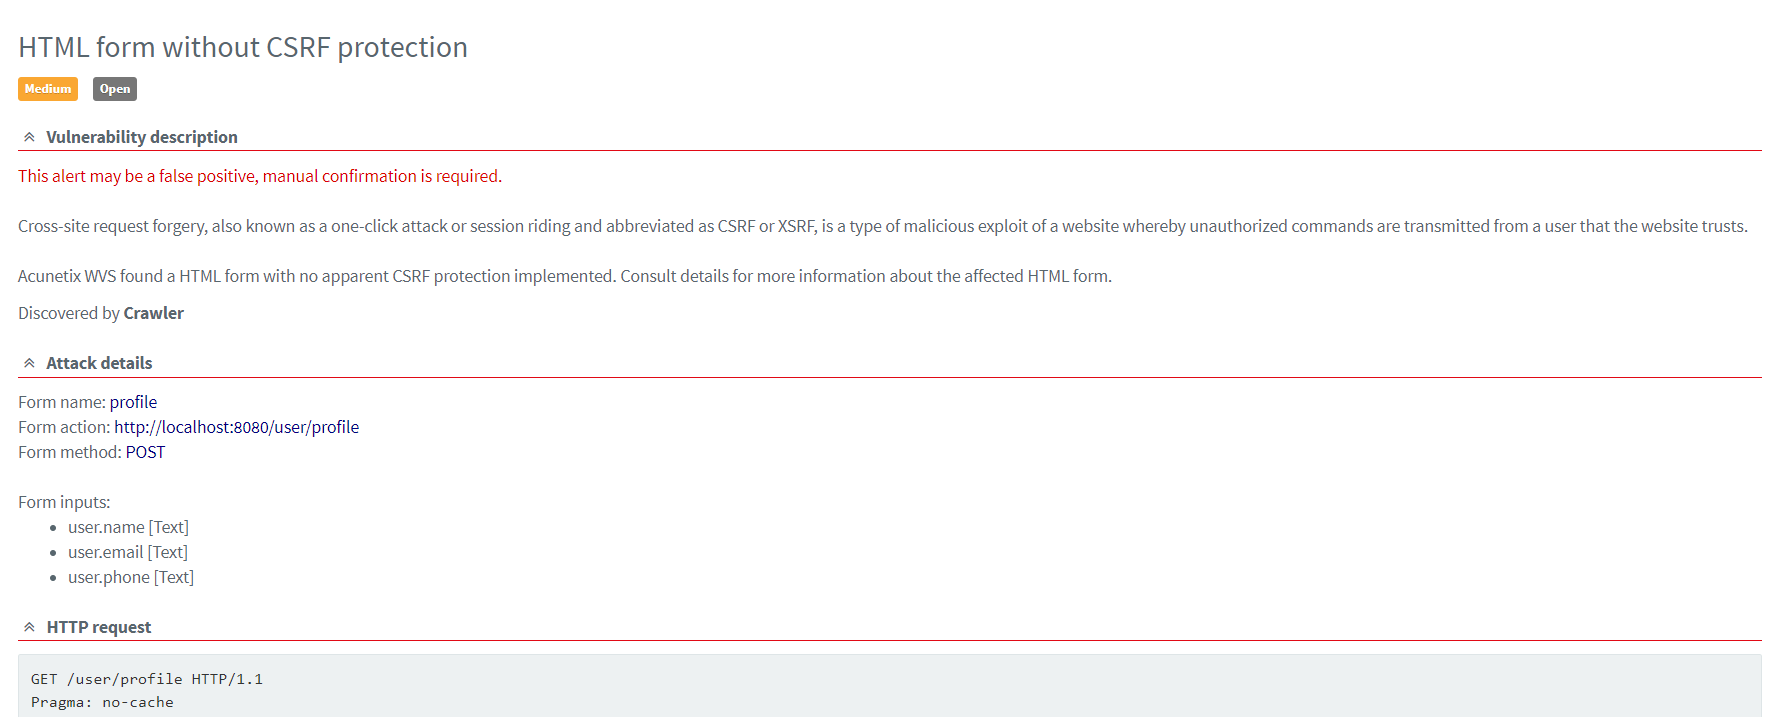 HTML form without CSRF protection
Medium Open
Vulnerability description
This alert may be a false positive, manual confirmation is required.
Cross-site request forgery, also known as a one-click attack or session riding and abbreviated as CSRF or XSRF, is a type of malicious exploit of a website whereby unauthorized commands are transmitted from a user that the website trusts.
Acunetix WVS found a HTML form with no apparent CSRF protection implemented. Consult details for more information about the affected HTML form.
Discovered by Crawler
Attack details
Form name: profile
Form action: http://localhost:8080/user/profile
Form method: POST
Form inputs:
• user.name [Text]
• user.email [Text]
• user.phone [Text]
HTTP request
GET /user/profile HTTP/1.1
Pragma: no-cache